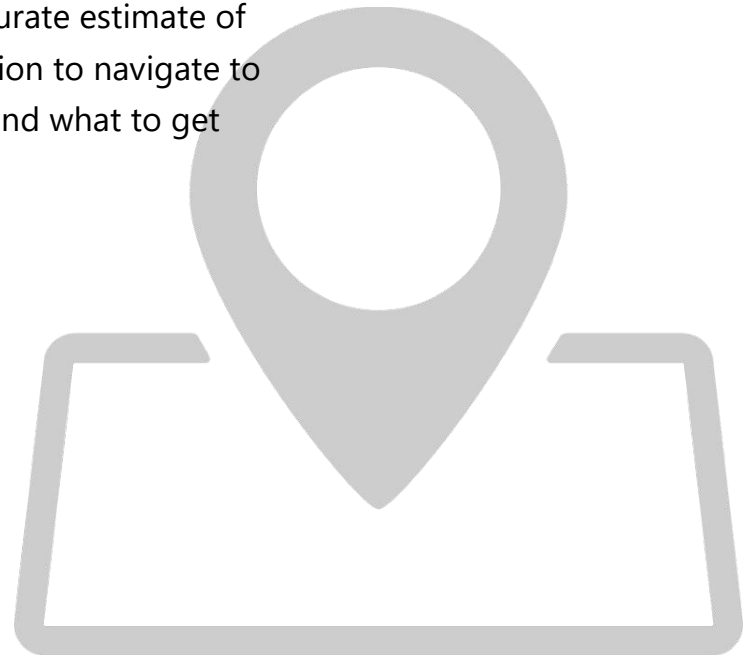 urate estimate of
ion to navigate to
nd what to get